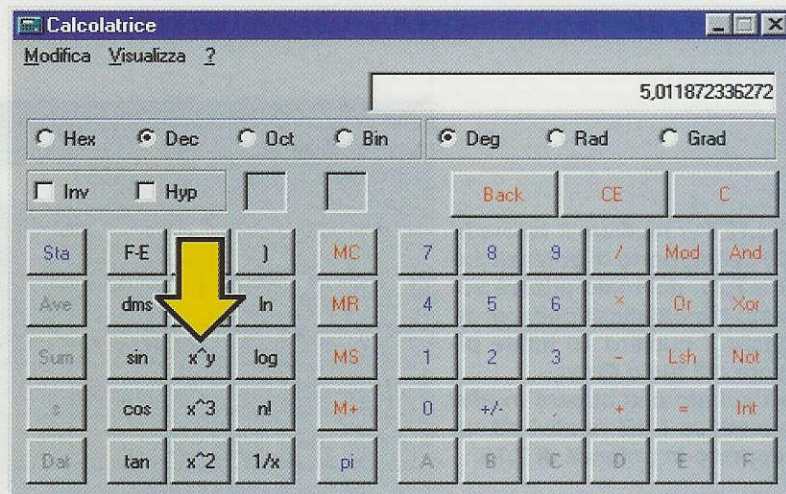 Calcolatrice
Modifica Visualizza ?
5,011872336272
Hex Dec Oct Bin Deg Rad Grad
Inv Hyp Back CE C
Sta F-E ) MC 7 8 9 / Mod And
Ave dms ln MR 4 5 6 * Or Xor
Sum sin x^y log MS 1 2 3 - Lsh Not
s cos x^3 n! M+ 0 +/- , + = Int
Dat tan x^2 1/x pi A B C D E F